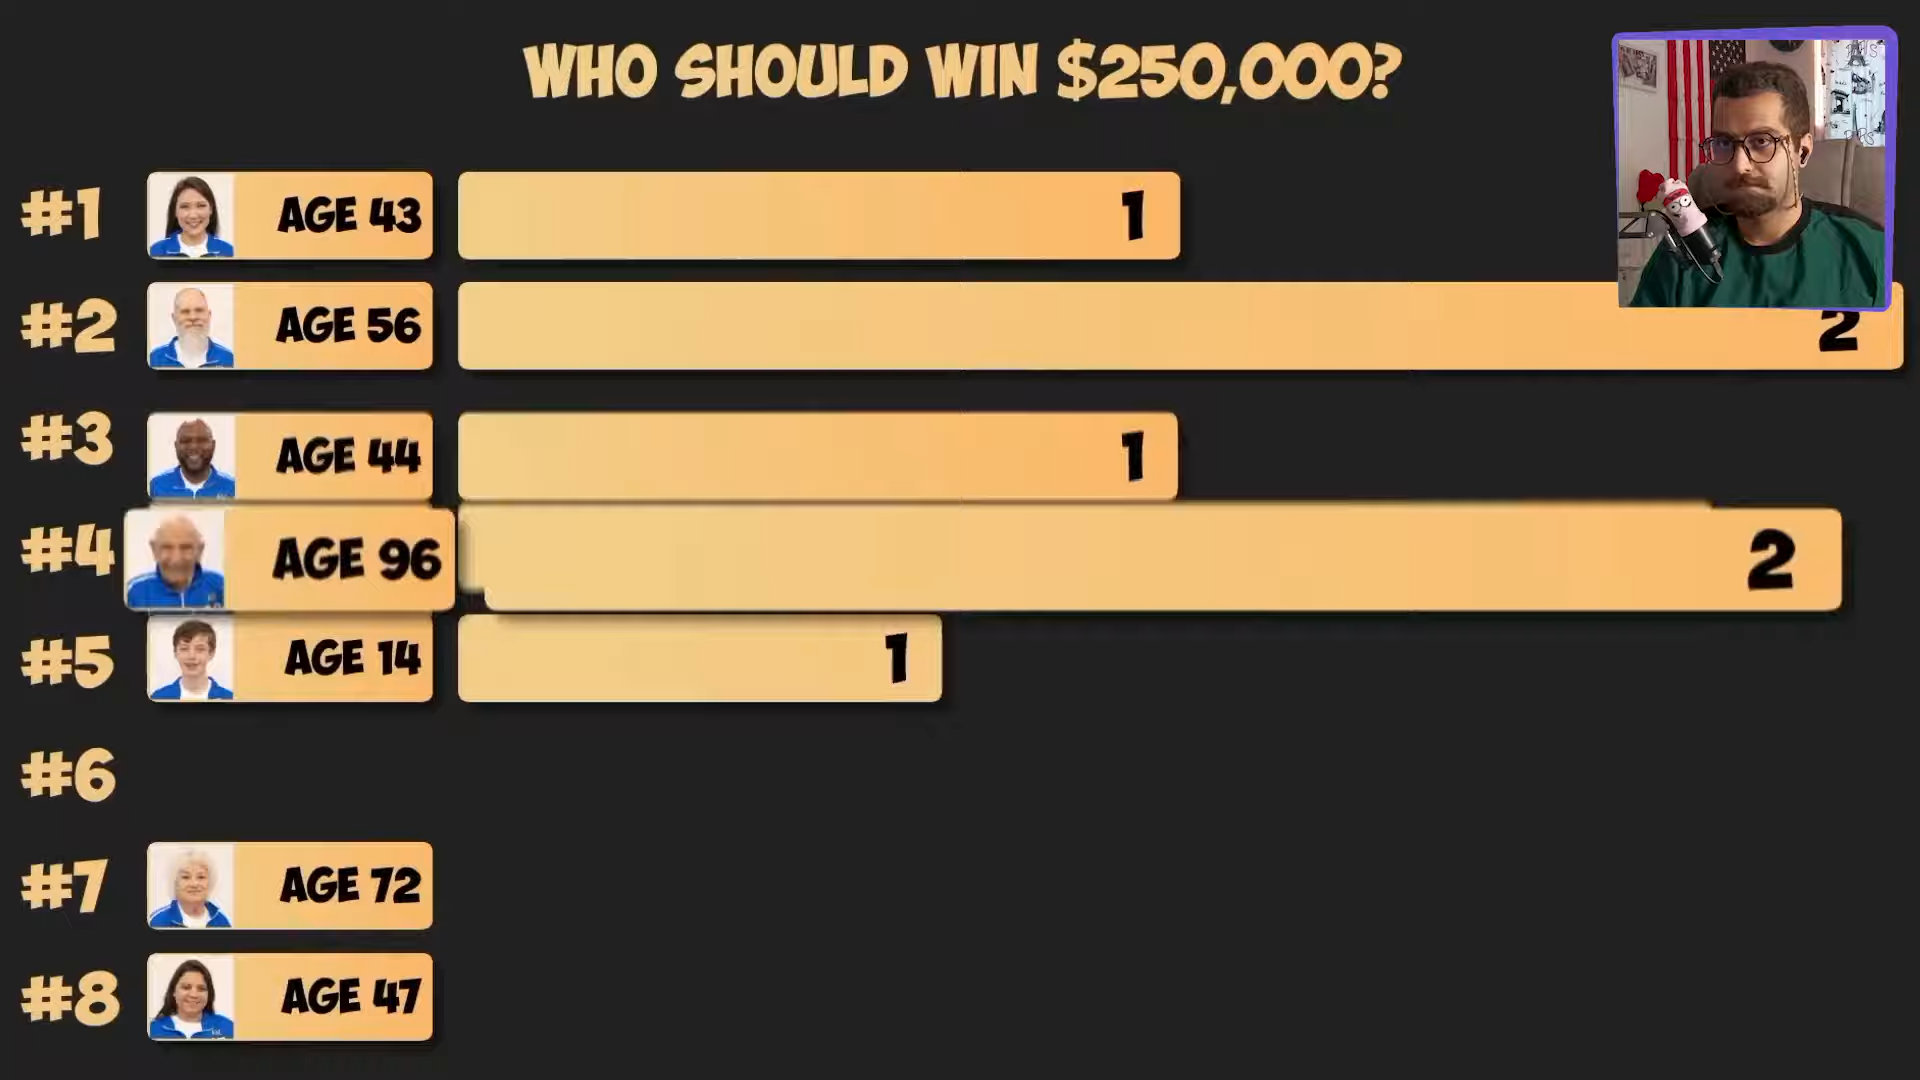 WHO SHOULD WIN $250,000?
#1 AGE 43 1
#2 AGE 56 2
#3 AGE 44 1
#4 AGE 96 2
#5 AGE 14 1
#6
#7 AGE 72
#8 AGE 47